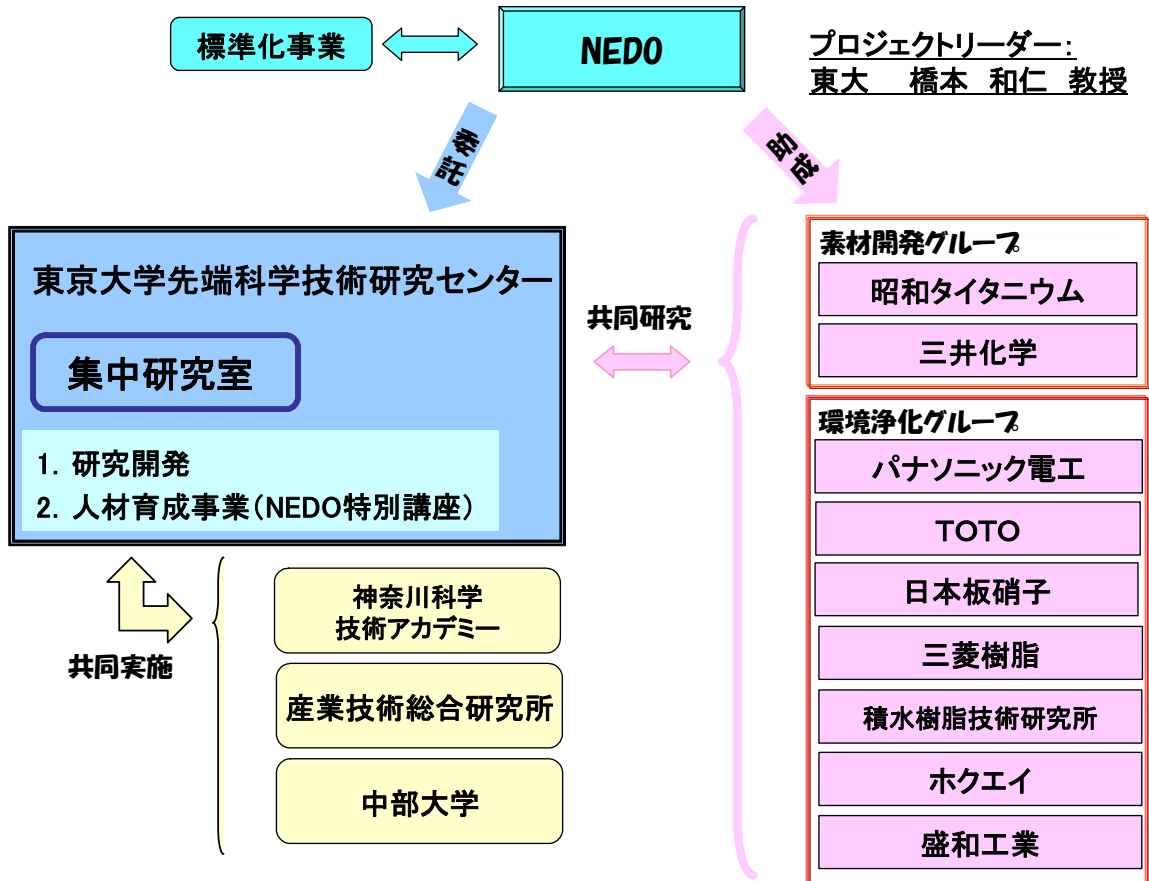 標準化事業
NEDO
プロジェクトリーダー:
東大 橋本 和仁 教授
委託
助成
東京大学先端科学技術研究センター
集中研究室
1. 研究開発
2. 人材育成事業(NEDO特別講座)
共同研究
素材開発グループ
昭和タイタニウム
三井化学
環境浄化グループ
パナソニック電工
TOTO
日本板硝子
三菱樹脂
積水樹脂技術研究所
ホクエイ
盛和工業
共同実施
神奈川科学
技術アカデミー
産業技術総合研究所
中部大学